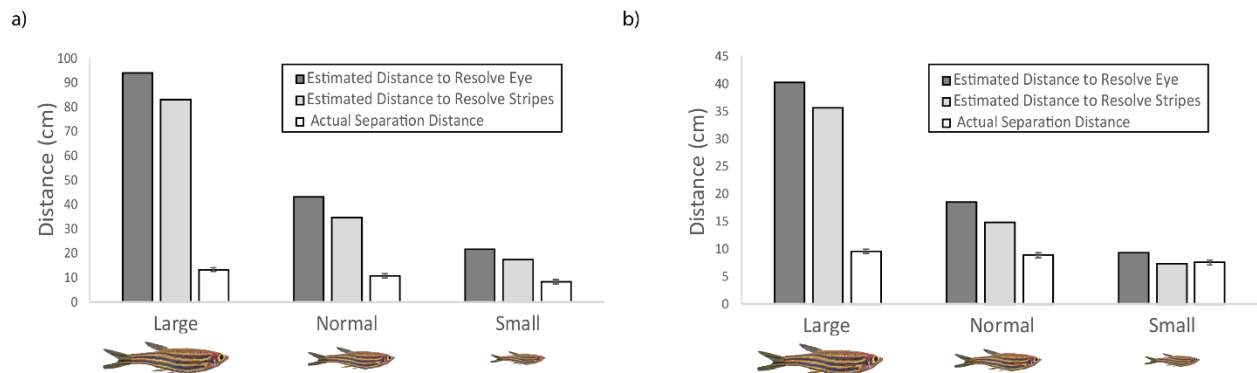 a)
100
90
80
70
60
50
40
30
20
10
0
Distance (cm)
Estimated Distance to Resolve Eye
Estimated Distance to Resolve Stripes
Actual Separation Distance
Large Normal Small
b)
45
40
35
30
25
20
15
10
5
0
Distance (cm)
Estimated Distance to Resolve Eye
Estimated Distance to Resolve Stripes
Actual Separation Distance
Large Normal Small